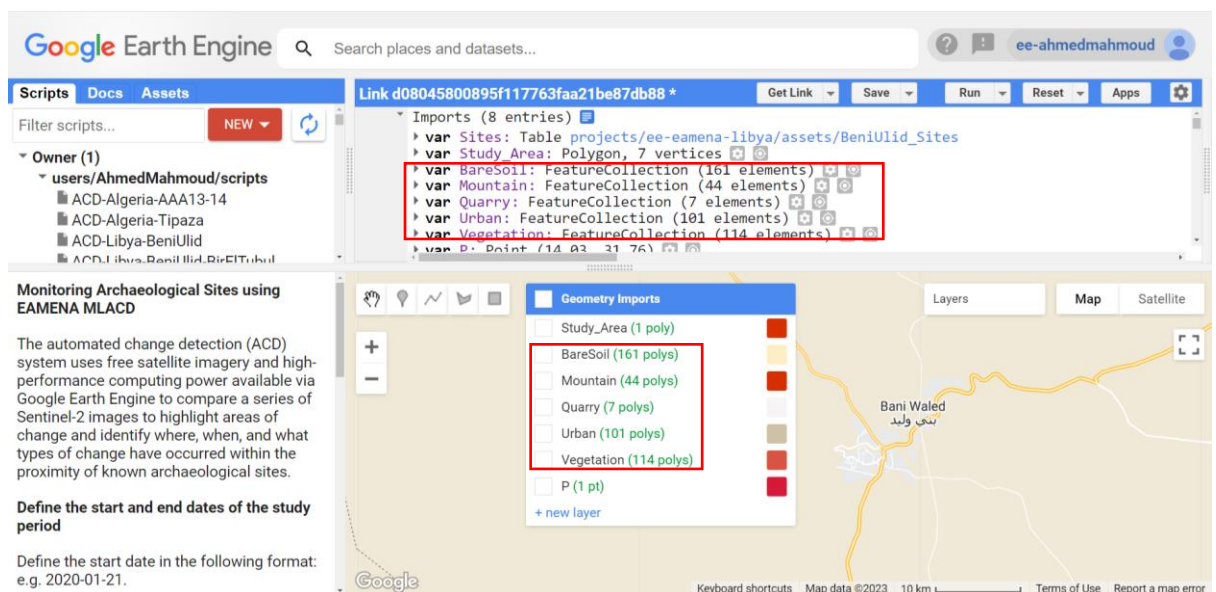 Google Earth Engine
Search places and datasets...
ee-ahmedmahmoud
Scripts Docs Assets
Filter scripts...
NEW
Owner (1)
users/AhmedMahmoud/scripts
ACD-Algeria-AAA13-14
ACD-Algeria-Tipaza
ACD-Libya-BeniUlid
ACD-Libya-BeniUlid-BirElTubul
Link d08045800895f117763faa21be87db88 *
Get Link Save Run Reset Apps
Imports (8 entries)
var Sites: Table projects/ee-eamena-libya/assets/BeniUlid_Sites
var Study_Area: Polygon, 7 vertices
var BareSoil: FeatureCollection (161 elements)
var Mountain: FeatureCollection (44 elements)
var Quarry: FeatureCollection (7 elements)
var Urban: FeatureCollection (101 elements)
var Vegetation: FeatureCollection (114 elements)
var P: Point (14.03, 31.76)
Monitoring Archaeological Sites using
EAMENA MLACD
The automated change detection (ACD)
system uses free satellite imagery and high-
performance computing power available via
Google Earth Engine to compare a series of
Sentinel-2 images to highlight areas of
change and identify where, when, and what
types of change have occurred within the
proximity of known archaeological sites.
Define the start and end dates of the study
period
Define the start date in the following format:
e.g. 2020-01-21.
Geometry Imports
Study_Area (1 poly)
BareSoil (161 polys)
Mountain (44 polys)
Quarry (7 polys)
Urban (101 polys)
Vegetation (114 polys)
P (1 pt)
+ new layer
Layers
Map Satellite
Bani Waled
بني وليد
Google
Keyboard shortcuts Map data ©2023 10 km Terms of Use Report a map error